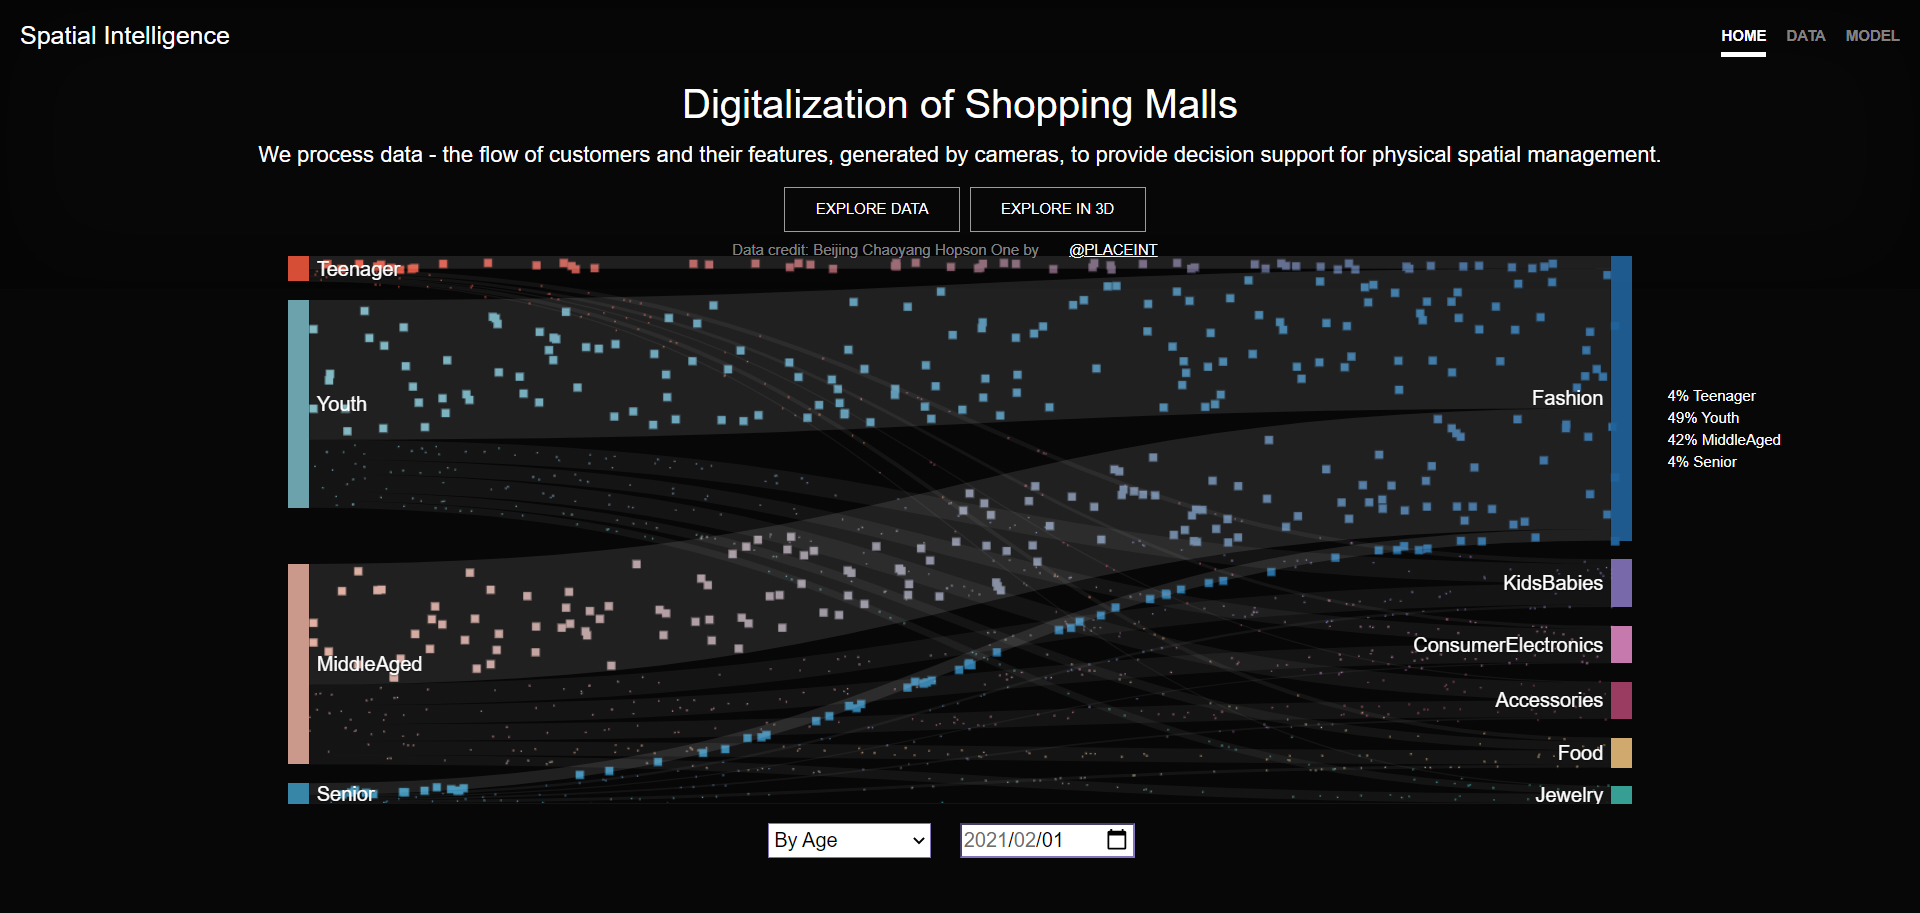 Spatial Intelligence
HOME DATA MODEL
Digitalization of Shopping Malls
We process data - the flow of customers and their features, generated by cameras, to provide decision support for physical spatial management.
EXPLORE DATA EXPLORE IN 3D
Data credit: Beijing Chaoyang Hopson One by @PLACEINT
Teenager
Youth
MiddleAged
Senior
Fashion
KidsBabies
ConsumerElectronics
Accessories
Food
Jewelry
4% Teenager
49% Youth
42% MiddleAged
4% Senior
By Age
2021/02/01